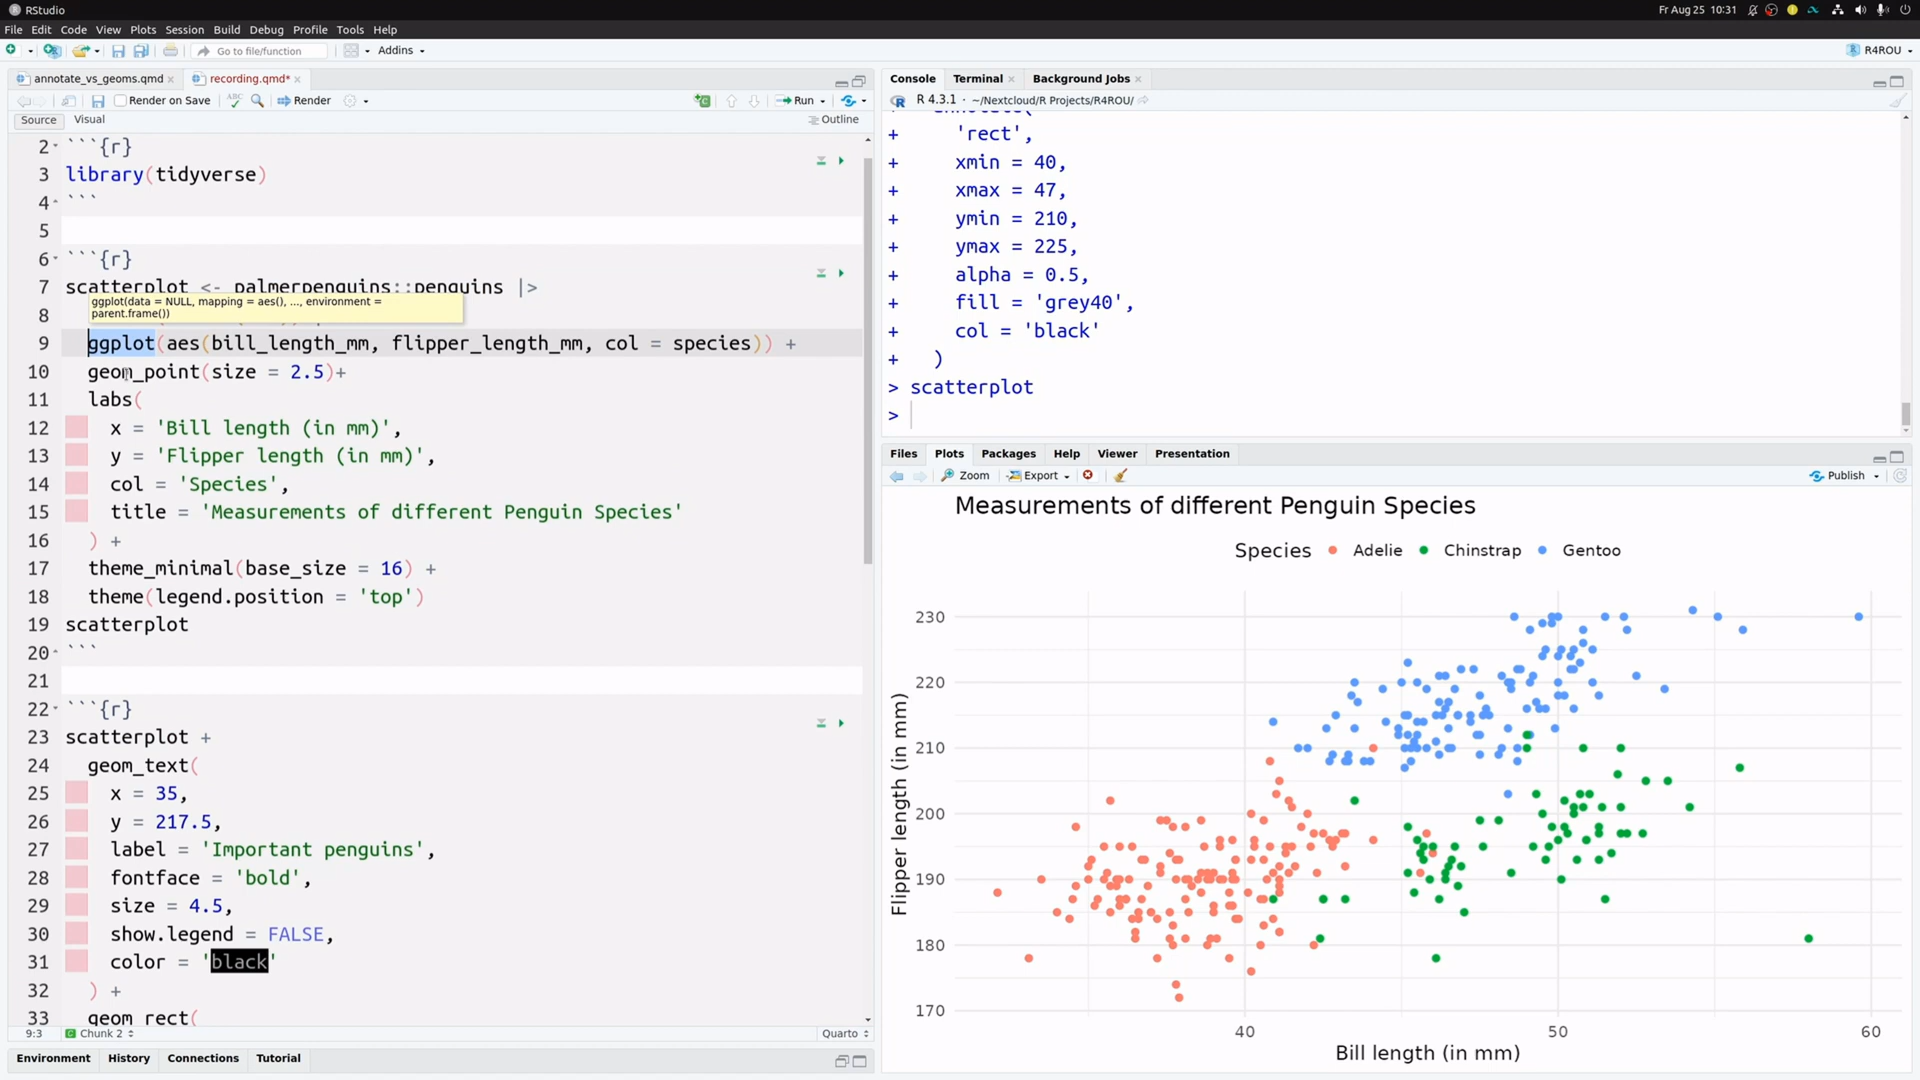 RStudio
Fr Aug 25 10:31
File Edit Code View Plots Session Build Debug Profile Tools Help
Go to file/function
Addins
R4ROU
annotate_vs_geoms.qmd
recording.qmd*
Render on Save
ABC
Render
Run
Source
Visual
Outline
2 ```{r}
3 library(tidyverse)
4 ```
5
6 ```{r}
7 scatterplot <- palmerpenguins::penguins |>
ggplot(data = NULL, mapping = aes(), ..., environment =
parent.frame())
8
9 ggplot(aes(bill_length_mm, flipper_length_mm, col = species)) +
10 geom_point(size = 2.5)+
11 labs(
12 x = 'Bill length (in mm)',
13 y = 'Flipper length (in mm)',
14 col = 'Species',
15 title = 'Measurements of different Penguin Species'
16 ) +
17 theme_minimal(base_size = 16) +
18 theme(legend.position = 'top')
19 scatterplot
20 ```
21
22 ```{r}
23 scatterplot +
24 geom_text(
25 x = 35,
26 y = 217.5,
27 label = 'Important penguins',
28 fontface = 'bold',
29 size = 4.5,
30 show.legend = FALSE,
31 color = 'black'
32 ) +
33 geom_rect(
9:3
Chunk 2
Quarto
Environment History Connections Tutorial
Console Terminal Background Jobs
R 4.3.1 · ~/Nextcloud/R Projects/R4ROU/
+ 'rect',
+ xmin = 40,
+ xmax = 47,
+ ymin = 210,
+ ymax = 225,
+ alpha = 0.5,
+ fill = 'grey40',
+ col = 'black'
+ )
> scatterplot
>
Files Plots Packages Help Viewer Presentation
Zoom
Export
Publish
Measurements of different Penguin Species
Species Adelie Chinstrap Gentoo
Flipper length (in mm)
230
220
210
200
190
180
170
40 50 60
Bill length (in mm)